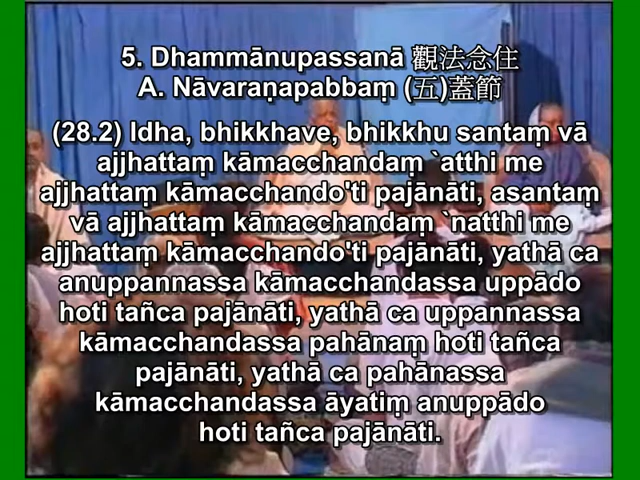 5. Dhammānupassanā 觀法念住
A. Nāvaraṇapabbaṃ (五)蓋節
(28.2) Idha, bhikkhave, bhikkhu santaṃ vā
ajjhattaṃ kāmacchandaṃ `atthi me
ajjhattaṃ kāmacchando'ti pajānāti, asantaṃ
vā ajjhattaṃ kāmacchandaṃ `natthi me
ajjhattaṃ kāmacchando'ti pajānāti, yathā ca
anuppannassa kāmacchandassa uppādo
hoti tañca pajānāti, yathā ca uppannassa
kāmacchandassa pahānaṃ hoti tañca
pajānāti, yathā ca pahānassa
kāmacchandassa āyatiṃ anuppādo
hoti tañca pajānāti.